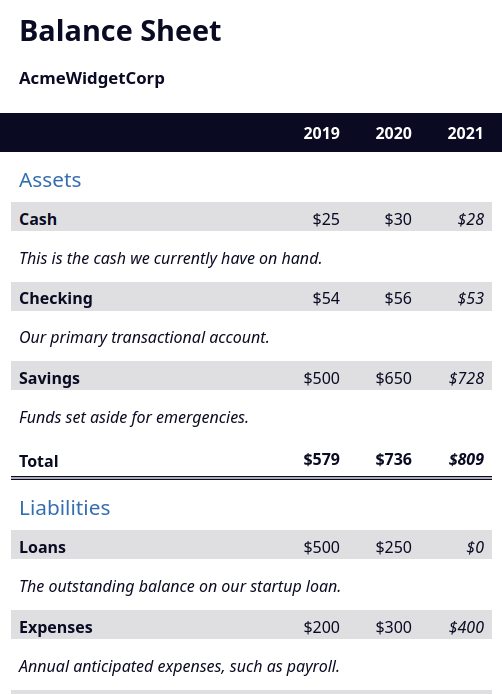 Balance Sheet
AcmeWidgetCorp
2019 2020 2021
Assets
Cash $25 $30 $28
This is the cash we currently have on hand.
Checking $54 $56 $53
Our primary transactional account.
Savings $500 $650 $728
Funds set aside for emergencies.
Total $579 $736 $809
Liabilities
Loans $500 $250 $0
The outstanding balance on our startup loan.
Expenses $200 $300 $400
Annual anticipated expenses, such as payroll.